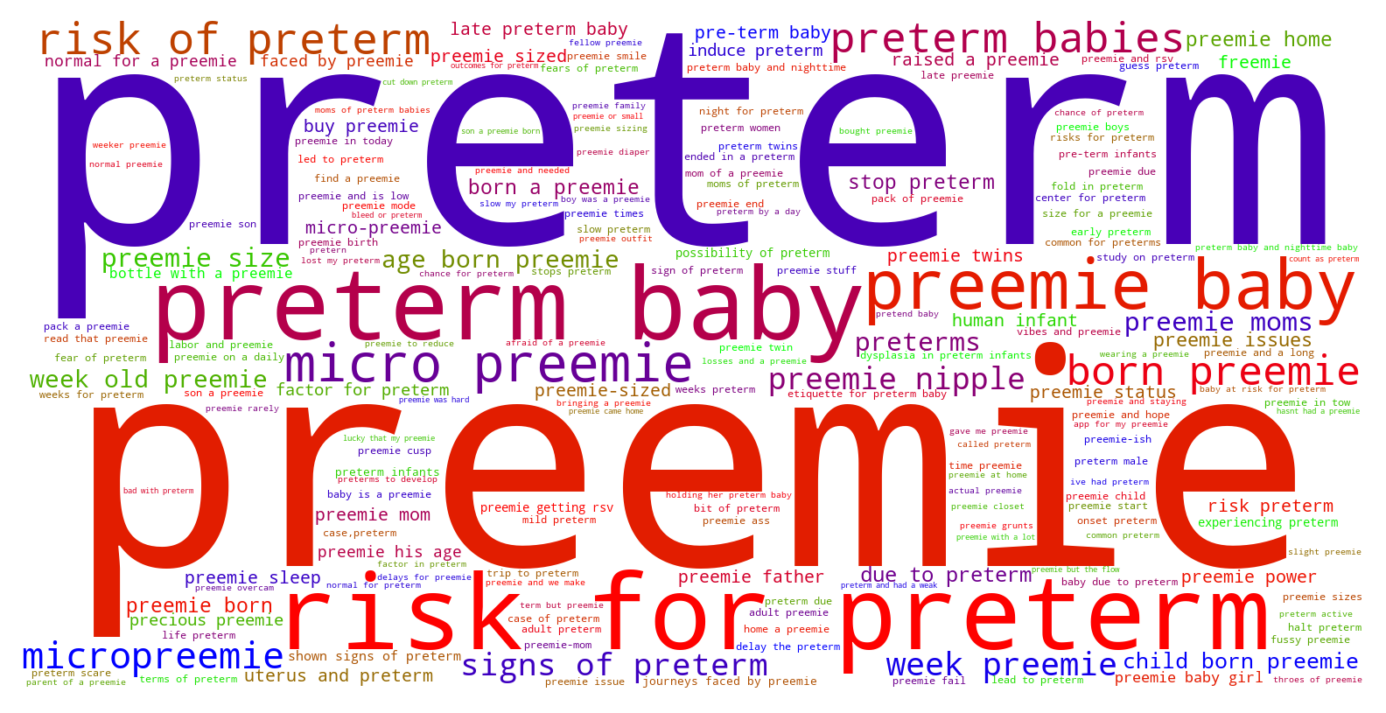 risk of preterm
late preterm baby
fellow preemie
pre-term baby
preterm babies
preemie home
normal for a preemie
faced by preemie
preemie sized
preemie smile
induce preterm
raised a preemie
preemie and rsv
freemie
outcomes for preterm
fears of preterm
preterm baby and nighttime
guess preterm
preterm status
cut down preterm
late preemie
preterm
moms of preterm babies
preemie family
night for preterm
chance of preterm
preemie or small
buy preemie
son a preemie born
preemie sizing
preterm women
bought preemie
preemie boys
risks for preterm
weeker preemie
preemie in today
preemie diaper
preterm twins
pre-term infants
normal preemie
led to preterm
ended in a preterm
find a preemie
preemie and needed
mom of a preemie
preemie due
born a preemie
moms of preterm
stop preterm
fold in preterm
preemie and is low
boy was a preemie
pack of preemie
center for preterm
preemie mode
slow my preterm
preemie end
bleed or preterm
preemie times
preterm by a day
size for a preemie
preemie son
micro-preemie
slow preterm
early preterm
preemie birth
preemie outfit
common for preterms
pretern
preemie size
lost my preterm
age born preemie
possibility of preterm
preemie twins
study on preterm
preterm baby and nighttime baby
bottle with a preemie
chance for preterm
stops preterm
sign of preterm
preemie stuff
count as preterm
preterm baby
preemie baby
pretend baby
pack a preemie
human infant
preemie moms
read that preemie
vibes and preemie
labor and preemie
preemie to reduce
afraid of a preemie
preemie twin
preterms
preemie issues
fear of preterm
preemie on a daily
micro preemie
losses and a preemie
dysplasia in preterm infants
wearing a preemie
preemie and a long
week old preemie
preemie nipple
born preemie
weeks for preterm
son a preemie
factor for preterm
preemie-sized
weeks preterm
etiquette for preterm baby
preemie status
baby at risk for preterm
preemie was hard
bringing a preemie
preemie and staying
preemie in tow
preemie rarely
preemie came home
preemie and hope
hasnt had a preemie
app for my preemie
preemie
lucky that my preemie
gave me preemie
preemie-ish
preemie cusp
called preterm
preterm infants
time preemie
preterm male
preterms to develop
preemie at home
ive had preterm
bad with preterm
baby is a preemie
holding her preterm baby
actual preemie
preemie child
preemie mom
preemie getting rsv
bit of preterm
preemie closet
preemie start
risk preterm
mild preterm
preemie ass
preemie grunts
onset preterm
experiencing preterm
case,preterm
preemie with a lot
common preterm
preemie his age
slight preemie
factor in preterm
trip to preterm
preemie father
due to preterm
preemie but the flow
preemie sleep
delays for preemie
preemie and we make
preterm and had a weak
baby due to preterm
preemie power
preemie overcam
normal for preterm
risk for preterm
preemie born
term but preemie
preterm due
preemie sizes
precious preemie
case of preterm
adult preemie
preterm active
life preterm
adult preterm
home a preemie
halt preterm
preemie-mom
delay the preterm
fussy preemie
micropreemie
shown signs of preterm
signs of preterm
week preemie
child born preemie
preterm scare
uterus and preterm
parent of a preemie
terms of preterm
preemie issue
journeys faced by preemie
preemie fail
lead to preterm
preemie baby girl
throes of preemie